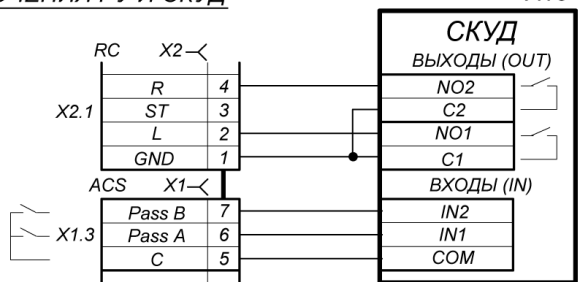 СКУД
RC X2
ВЫХОДЫ (OUT)
R 4 NO2
X2.1 ST 3 C2
L 2 NO1
GND 1 C1
ACS X1 ВХОДЫ (IN)
Pass B 7 IN2
X1.3 Pass A 6 IN1
C 5 COM